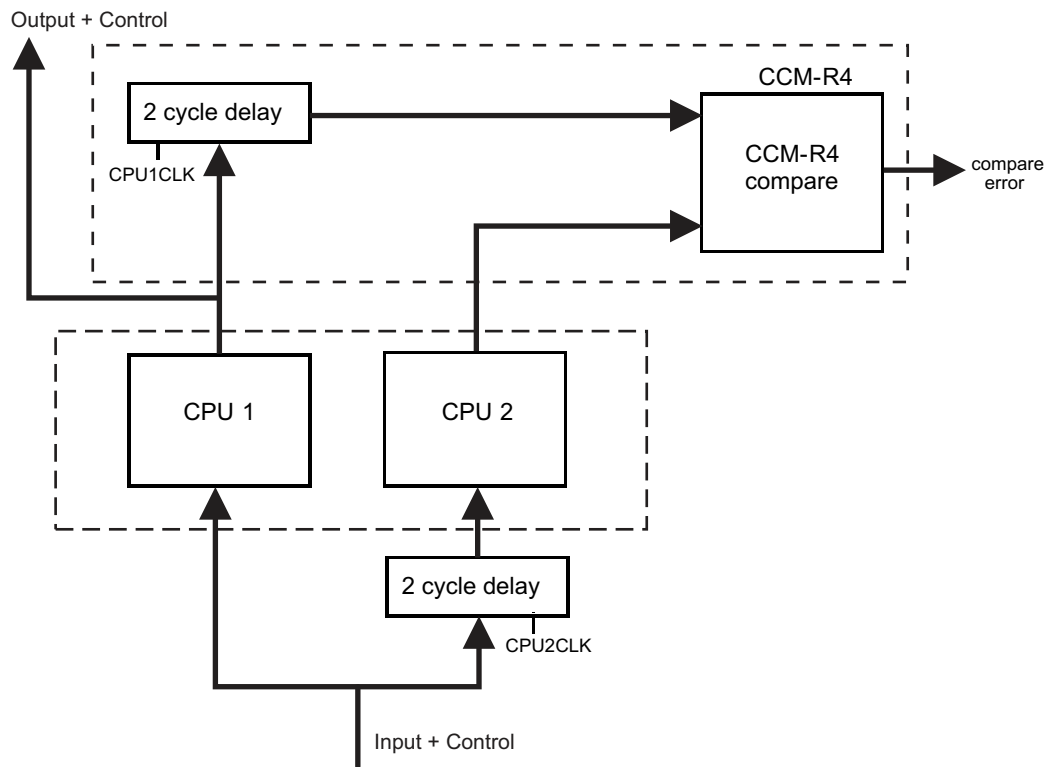 Output + Control
CCM-R4
2 cycle delay
CPU1CLK
CCM-R4
compare
compare
error
CPU 1
CPU 2
2 cycle delay
CPU2CLK
Input + Control